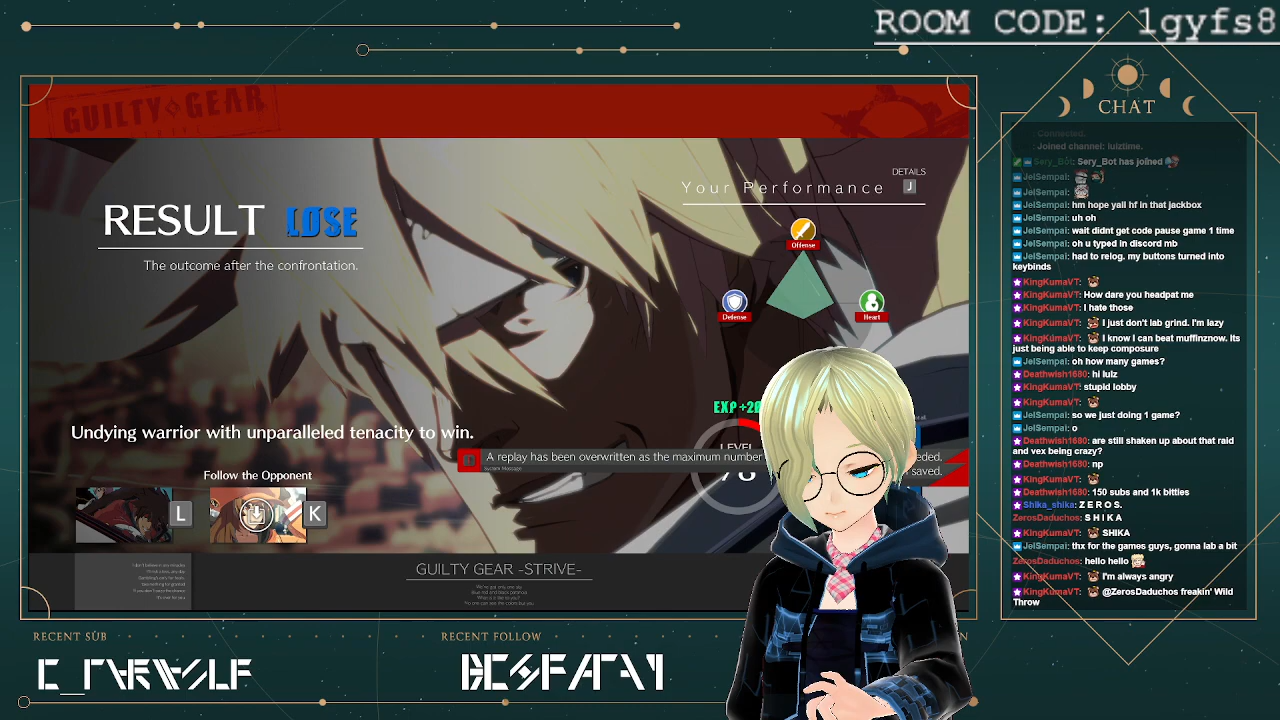 ROOM CODE: lgyfs8
GUILTY GEAR
RESULT LOSE
The outcome after the confrontation.
DETAILS
Your Performance J
Offense
Defense
Heart
EXP +20
LEVEL
78
Undying warrior with unparalleled tenacity to win.
A replay has been overwritten as the maximum number
System Message
ded.
saved.
Follow the Opponent
L
K
GUILTY GEAR -STRIVE-
RECENT SUB
RECENT FOLLOW
CHAT
: Connected.
: Joined channel: luiztime.
Sery_Bot: Sery_Bot has joined
JelSempai:
JelSempai:
JelSempai: hm hope yall hf in that jackbox
JelSempai: uh oh
JelSempai: wait didnt get code pause game 1 time
JelSempai: oh u typed in discord mb
JelSempai: had to relog. my buttons turned into
keybinds
KingKumaVT:
KingKumaVT: How dare you headpat me
KingKumaVT: I hate those
KingKumaVT: I just don't lab grind. I'm lazy
KingKumaVT: I know I can beat muffinznow. Its
just being able to keep composure
JelSempai: oh how many games?
Deathwish1680: hi lulz
KingKumaVT: stupid lobby
KingKumaVT:
JelSempai: so we just doing 1 game?
JelSempai: o
Deathwish1680: are still shaken up about that raid
and vex being crazy?
Deathwish1680: np
KingKumaVT:
Deathwish1680: 150 subs and 1k bitties
Shika_shika: Z E R O S.
ZerosDaduchos: S H I K A
KingKumaVT: SHIKA
JelSempai: thx for the games guys, gonna lab a bit
ZerosDaduchos: hello hello
KingKumaVT: I'm always angry
KingKumaVT: @ZerosDaduchos freakin' Wild
Throw